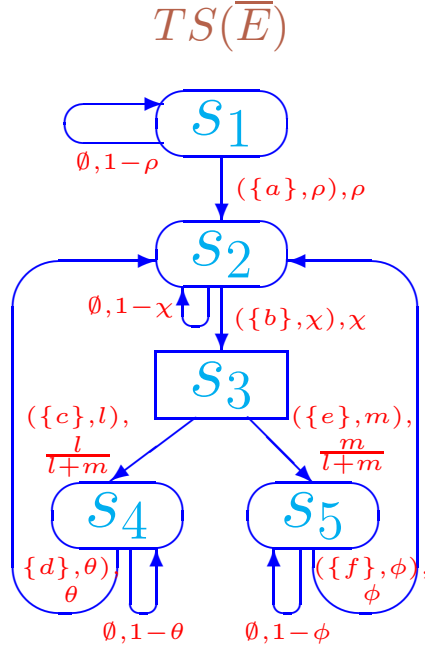 TS(E̅)
s₁
∅,1−ρ
({a},ρ),ρ
s₂
∅,1−χ
({b},χ),χ
s₃
({c},l),
l
l+m
({e},m),
m
l+m
s₄
s₅
{d},θ),
θ
({f},ϕ),
ϕ
∅,1−θ
∅,1−ϕ